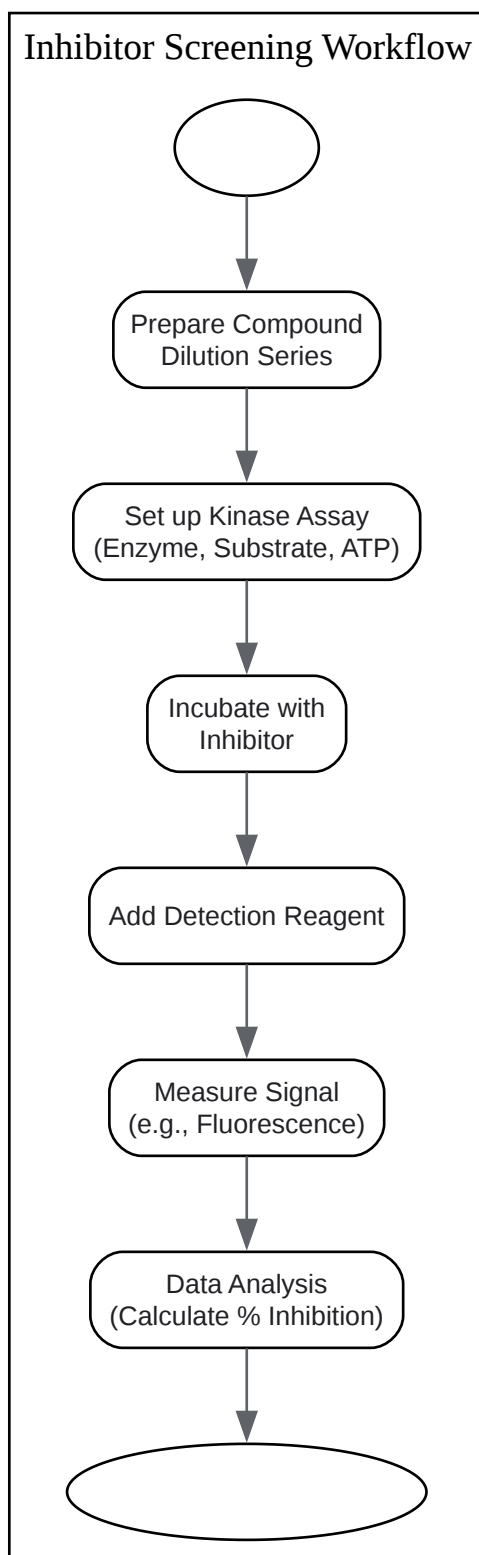 Inhibitor Screening Workflow
Prepare Compound
Dilution Series
Set up Kinase Assay
(Enzyme, Substrate, ATP)
Incubate with
Inhibitor
Add Detection Reagent
Measure Signal
(e.g., Fluorescence)
Data Analysis
(Calculate % Inhibition)